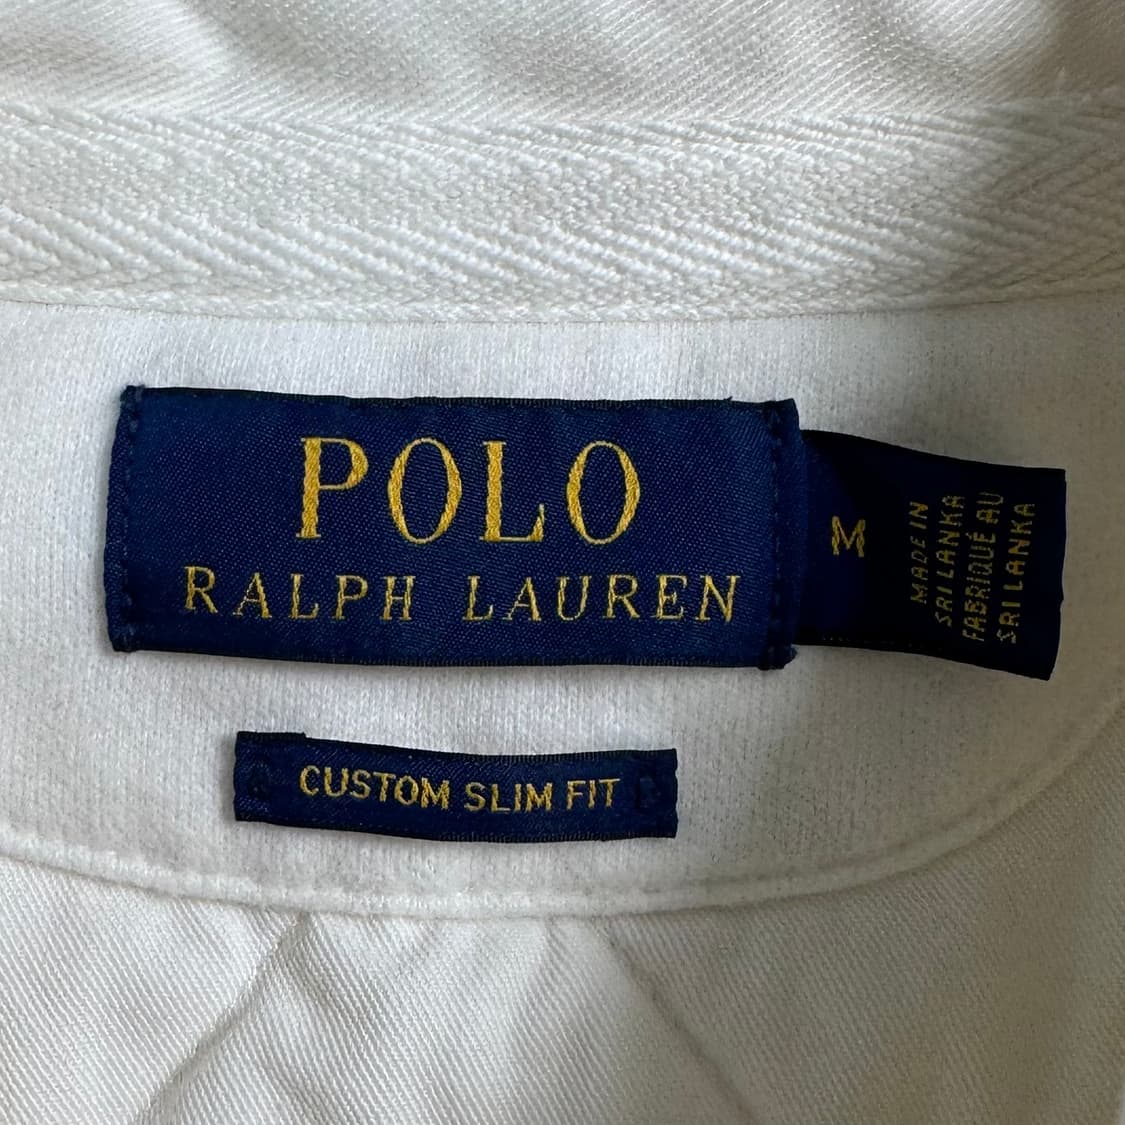 POLO
RALPH LAUREN
M
MADE IN
SRI LANKA
FABRIQUÉ AU
SRI LANKA
CUSTOM SLIM FIT